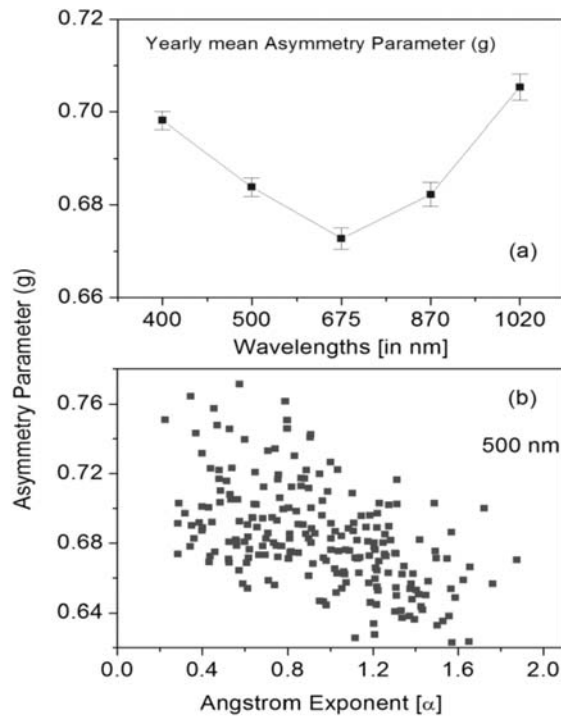 0.72
Yearly mean Asymmetry Parameter (g)
0.70
0.68
0.66
(a)
400 500 675 870 1020
Wavelengths [in nm]
Asymmetry Parameter (g)
(b)
0.76
500 nm
0.72
0.68
0.64
0.0 0.4 0.8 1.2 1.6 2.0
Angstrom Exponent [α]